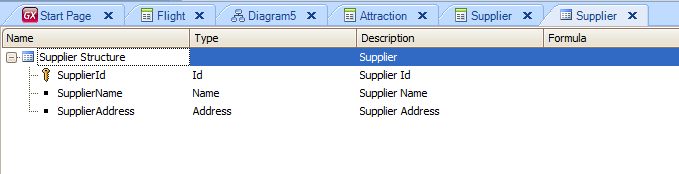 GX Start Page Flight Diagram5 Attraction Supplier Supplier
Name Type Description Formula
Supplier Structure Supplier
SupplierId Id Supplier Id
SupplierName Name Supplier Name
SupplierAddress Address Supplier Address